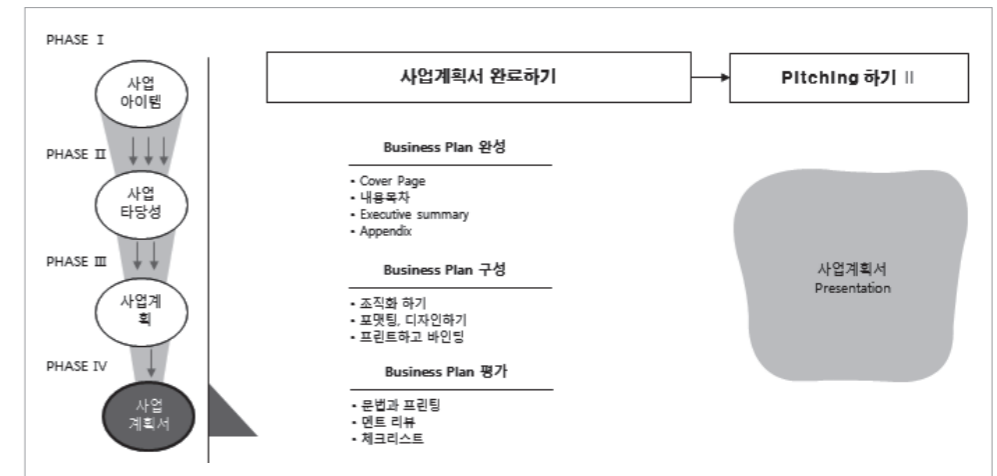 PHASE Ⅰ
사업
아이템
PHASE Ⅱ
사업
타당성
PHASE Ⅲ
사업계
획
PHASE Ⅳ
사업
계획서
사업계획서 완료하기
Pitching 하기 Ⅱ
Business Plan 완성
• Cover Page
• 내용목차
• Executive summary
• Appendix
Business Plan 구성
• 조직화 하기
• 포맷팅, 디자인하기
• 프린트하고 바인딩
Business Plan 평가
• 문법과 프린팅
• 멘트 리뷰
• 체크리스트
사업계획서
Presentation